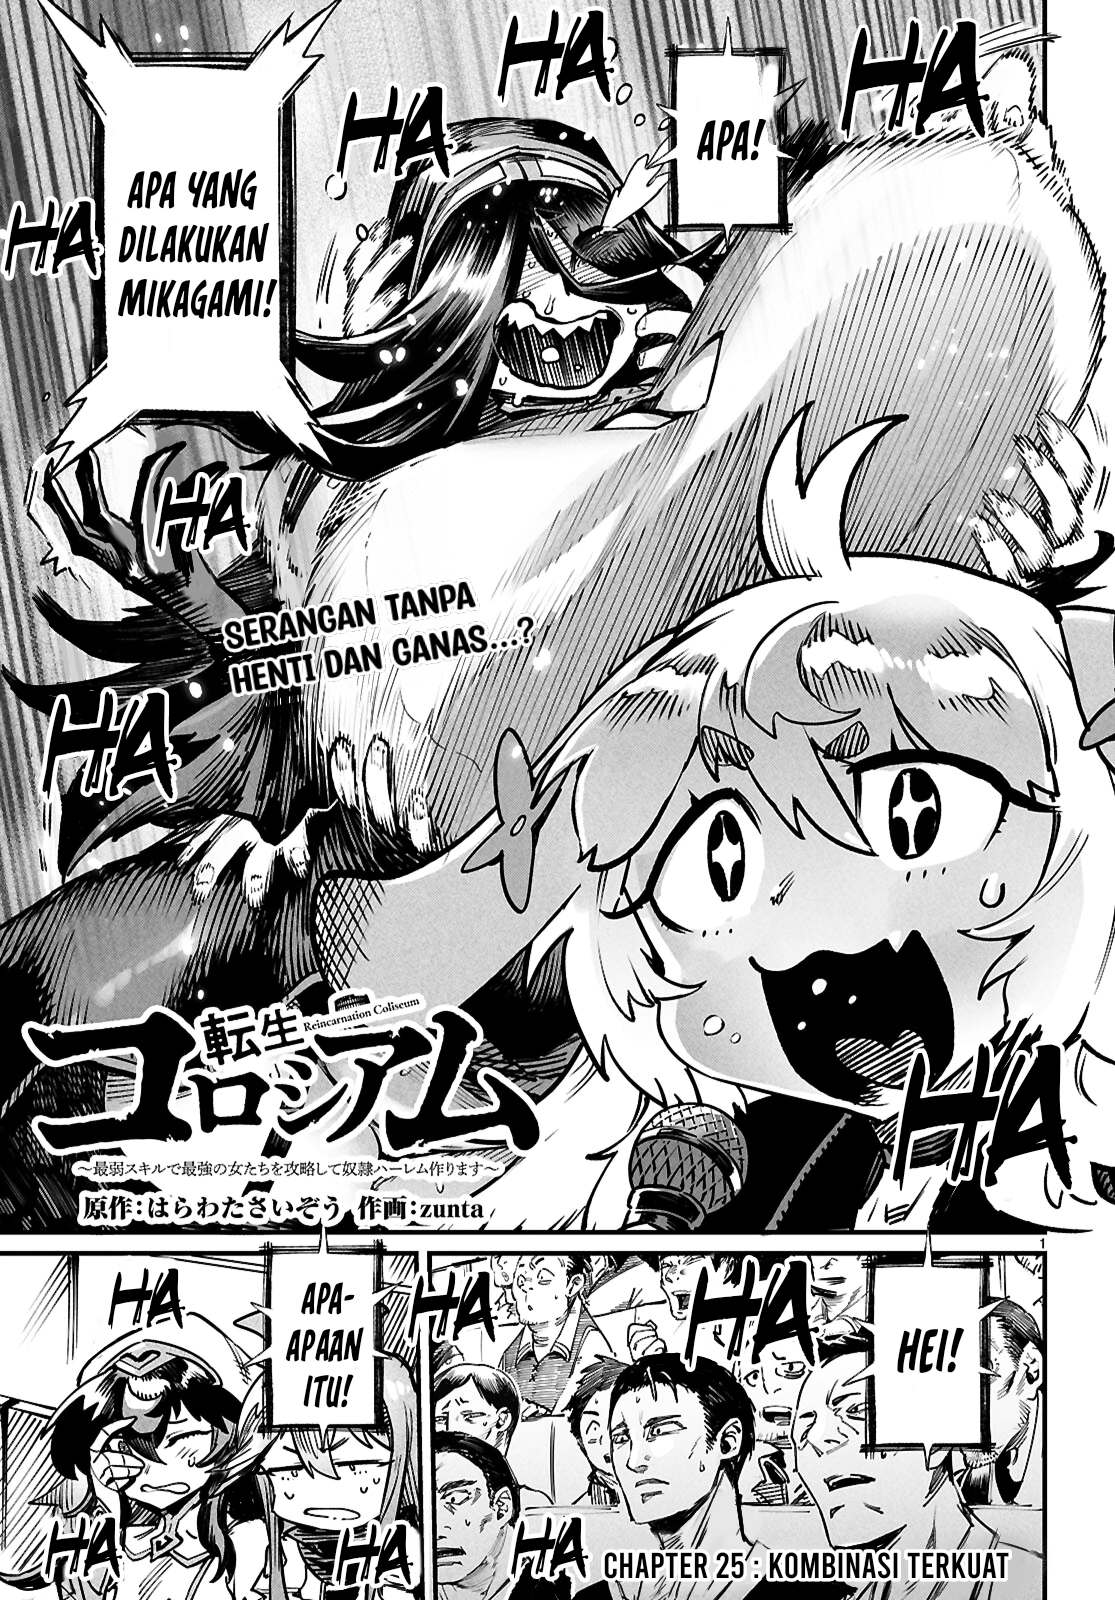 HA
HA
APA!
HA
HA
APA YANG
DILAKUKAN
MIKAGAMI!
HA
HA
SERANGAN TANPA
HENTI DAN GANAS...?
HA
転生
Reincarnation Coliseum
コロシアム
～最弱スキルで最強の女たちを攻略して奴隷ハーレム作ります～
原作：はらわたさいぞう 作画：zunta
HA
1
HA
HA
HEI!
HA
APA-
APAAN
ITU!
HA
HA
HA
HA
CHAPTER 25 : KOMBINASI TERKUAT